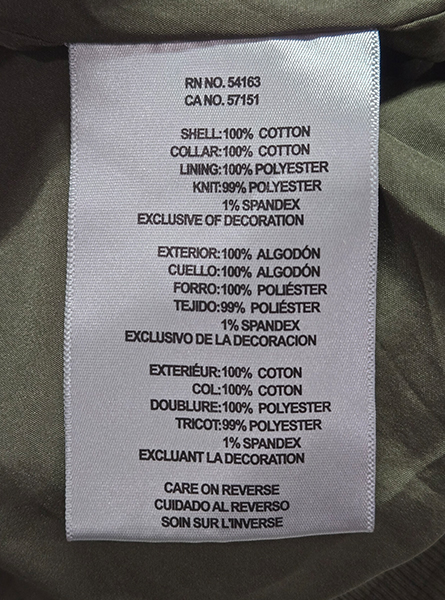 RN NO. 54163
CA NO. 57151
SHELL:100% COTTON
COLLAR:100% COTTON
LINING:100% POLYESTER
KNIT:99% POLYESTER
1% SPANDEX
EXCLUSIVE OF DECORATION
EXTERIOR:100% ALGODÓN
CUELLO:100% ALGODÓN
FORRO:100% POLIÉSTER
TEJIDO:99% POLIÉSTER
1% SPANDEX
EXCLUSIVO DE LA DECORACION
EXTERIÉUR:100% COTON
COL:100% COTON
DOUBLURE:100% POLYESTER
TRICOT:99% POLYESTER
1% SPANDEX
EXCLUANT LA DECORATION
CARE ON REVERSE
CUIDADO AL REVERSO
SOIN SUR L'INVERSE